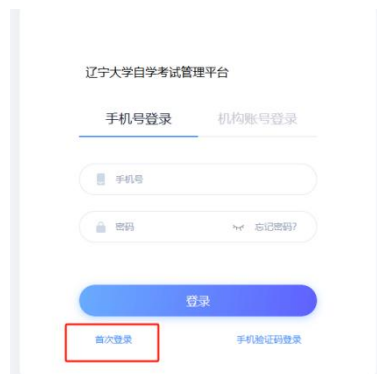 辽宁大学自学考试管理平台
手机号登录 机构账号登录
手机号
密码 忘记密码?
登录
首次登录 手机验证码登录